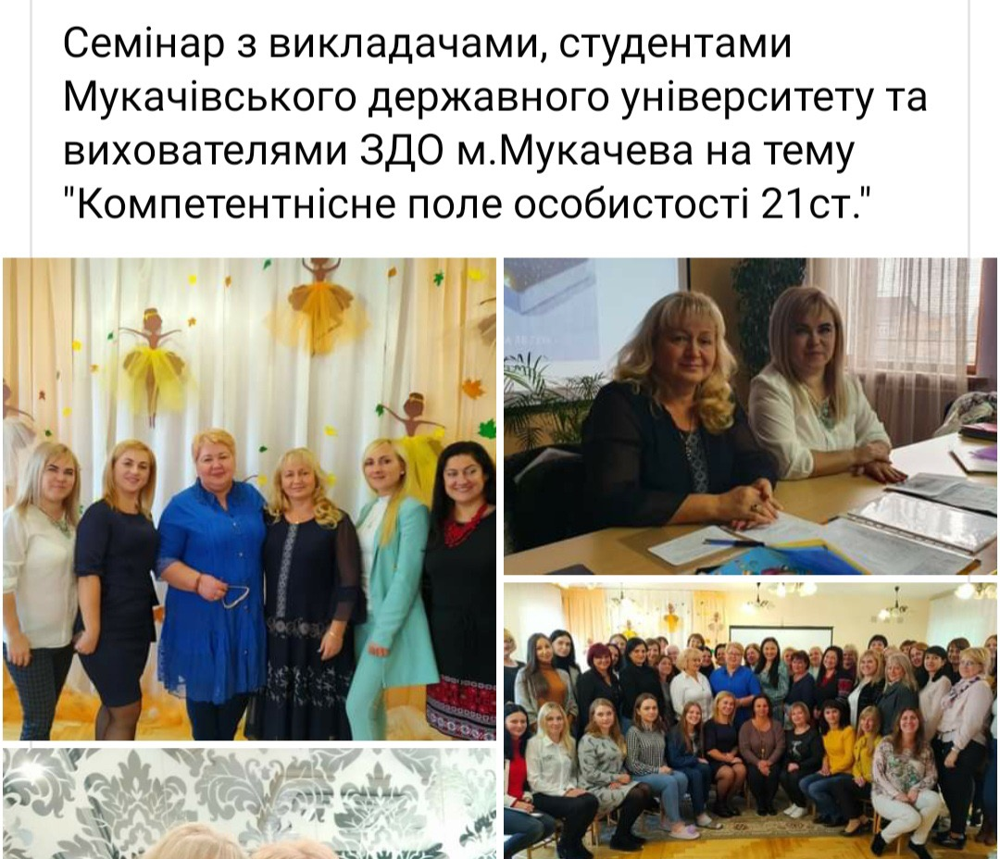 Семінар з викладачами, студентами
Мукачівського державного університету та
вихователями ЗДО м.Мукачева на тему
"Компетентнісне поле особистості 21ст."